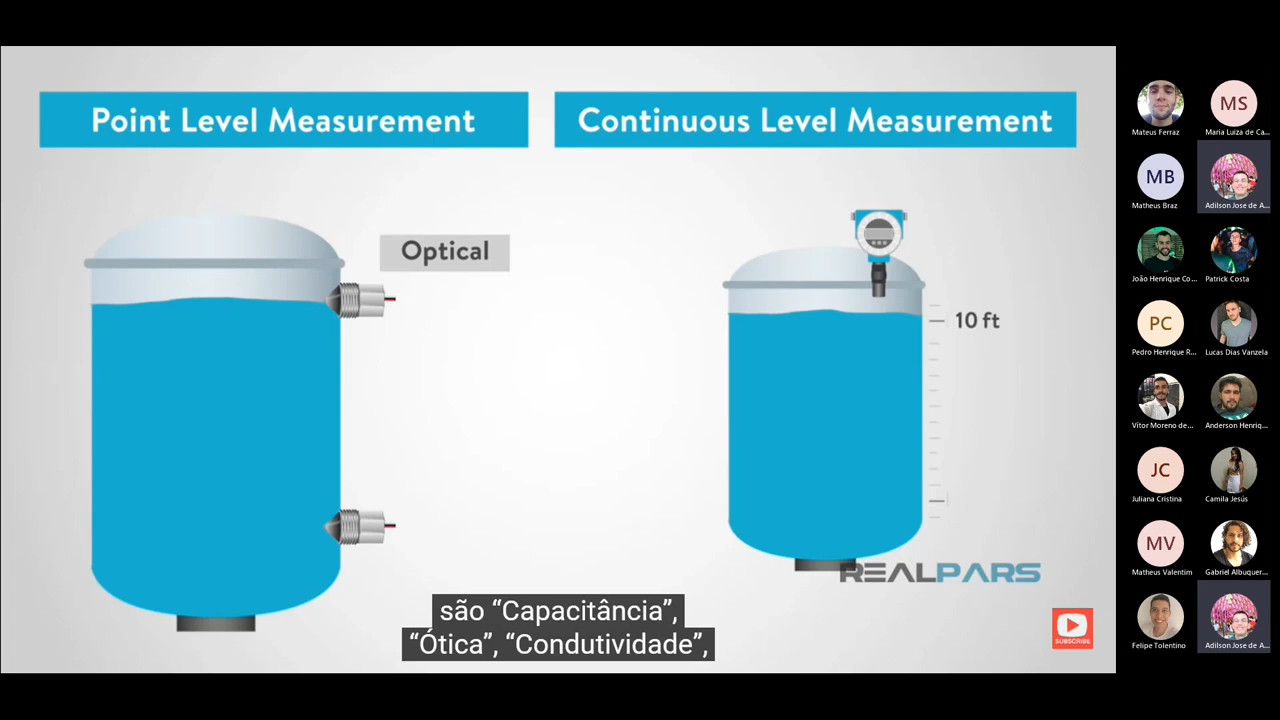 Point Level Measurement
Continuous Level Measurement
Optical
10 ft
REALPARS
SUBSCRIBE
são “Capacitância”,
“Ótica”, “Condutividade”,
Mateus Ferraz
MS
Maria Luiza de Ca...
MB
Matheus Braz
Adilson Jose de A...
João Henrique Co...
Patrick Costa
PC
Pedro Henrique R...
Lucas Dias Vanzela
Vítor Moreno de...
Anderson Henriq...
JC
Juliana Cristina
Camila Jesús
MV
Matheus Valentim
Gabriel Albuquer...
Felipe Tolentino
Adilson Jose de A...